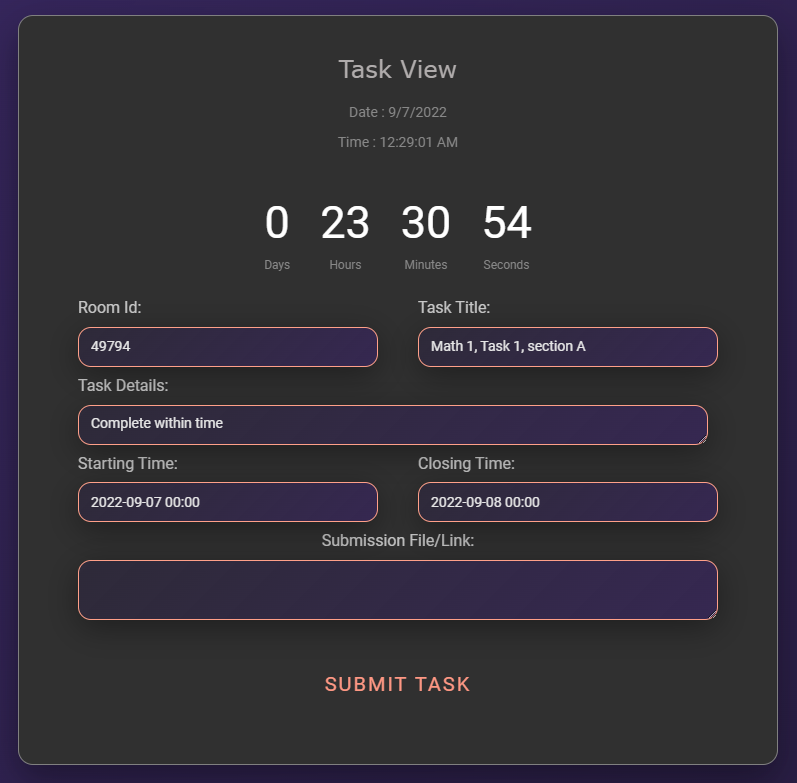 Task View
Date : 9/7/2022
Time : 12:29:01 AM
0 23 30 54
Days Hours Minutes Seconds
Room Id: Task Title:
49794 Math 1, Task 1, section A
Task Details:
Complete within time
Starting Time: Closing Time:
2022-09-07 00:00 2022-09-08 00:00
Submission File/Link:
SUBMIT TASK